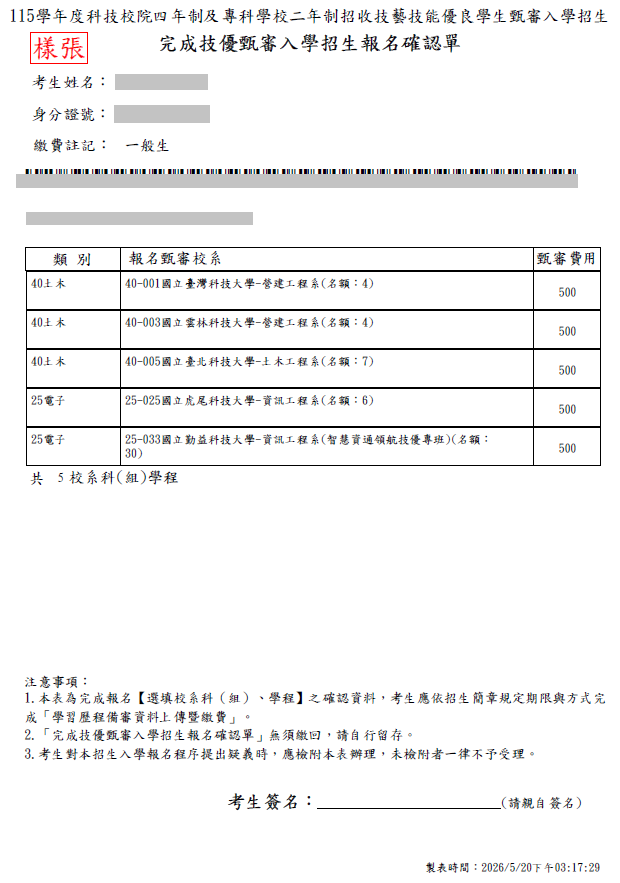 115學年度科技校院四年制及專科學校二年制招收技藝技能優良學生甄審入學招生
樣張
完成技優甄審入學招生報名確認單
考生姓名：
身分證號：
繳費註記： 一般生
類 別 報名甄審校系 甄審費用
40土木 40-001國立臺灣科技大學-營建工程系(名額：4) 500
40土木 40-003國立雲林科技大學-營建工程系(名額：4) 500
40土木 40-005國立臺北科技大學-土木工程系(名額：7) 500
25電子 25-025國立虎尾科技大學-資訊工程系(名額：6) 500
25電子 25-033國立勤益科技大學-資訊工程系(智慧資通領航技優專班)(名額： 500
30)
共 5 校系科(組)學程
注意事項：
1.本表為完成報名【選填校系科（組）、學程】之確認資料，考生應依招生簡章規定期限與方式完
成「學習歷程備審資料上傳暨繳費」。
2.「完成技優甄審入學招生報名確認單」無須繳回，請自行留存。
3.考生對本招生入學報名程序提出疑義時，應檢附本表辦理，未檢附者一律不予受理。
考生簽名：(請親自簽名)
製表時間：2026/5/20下午03:17:29